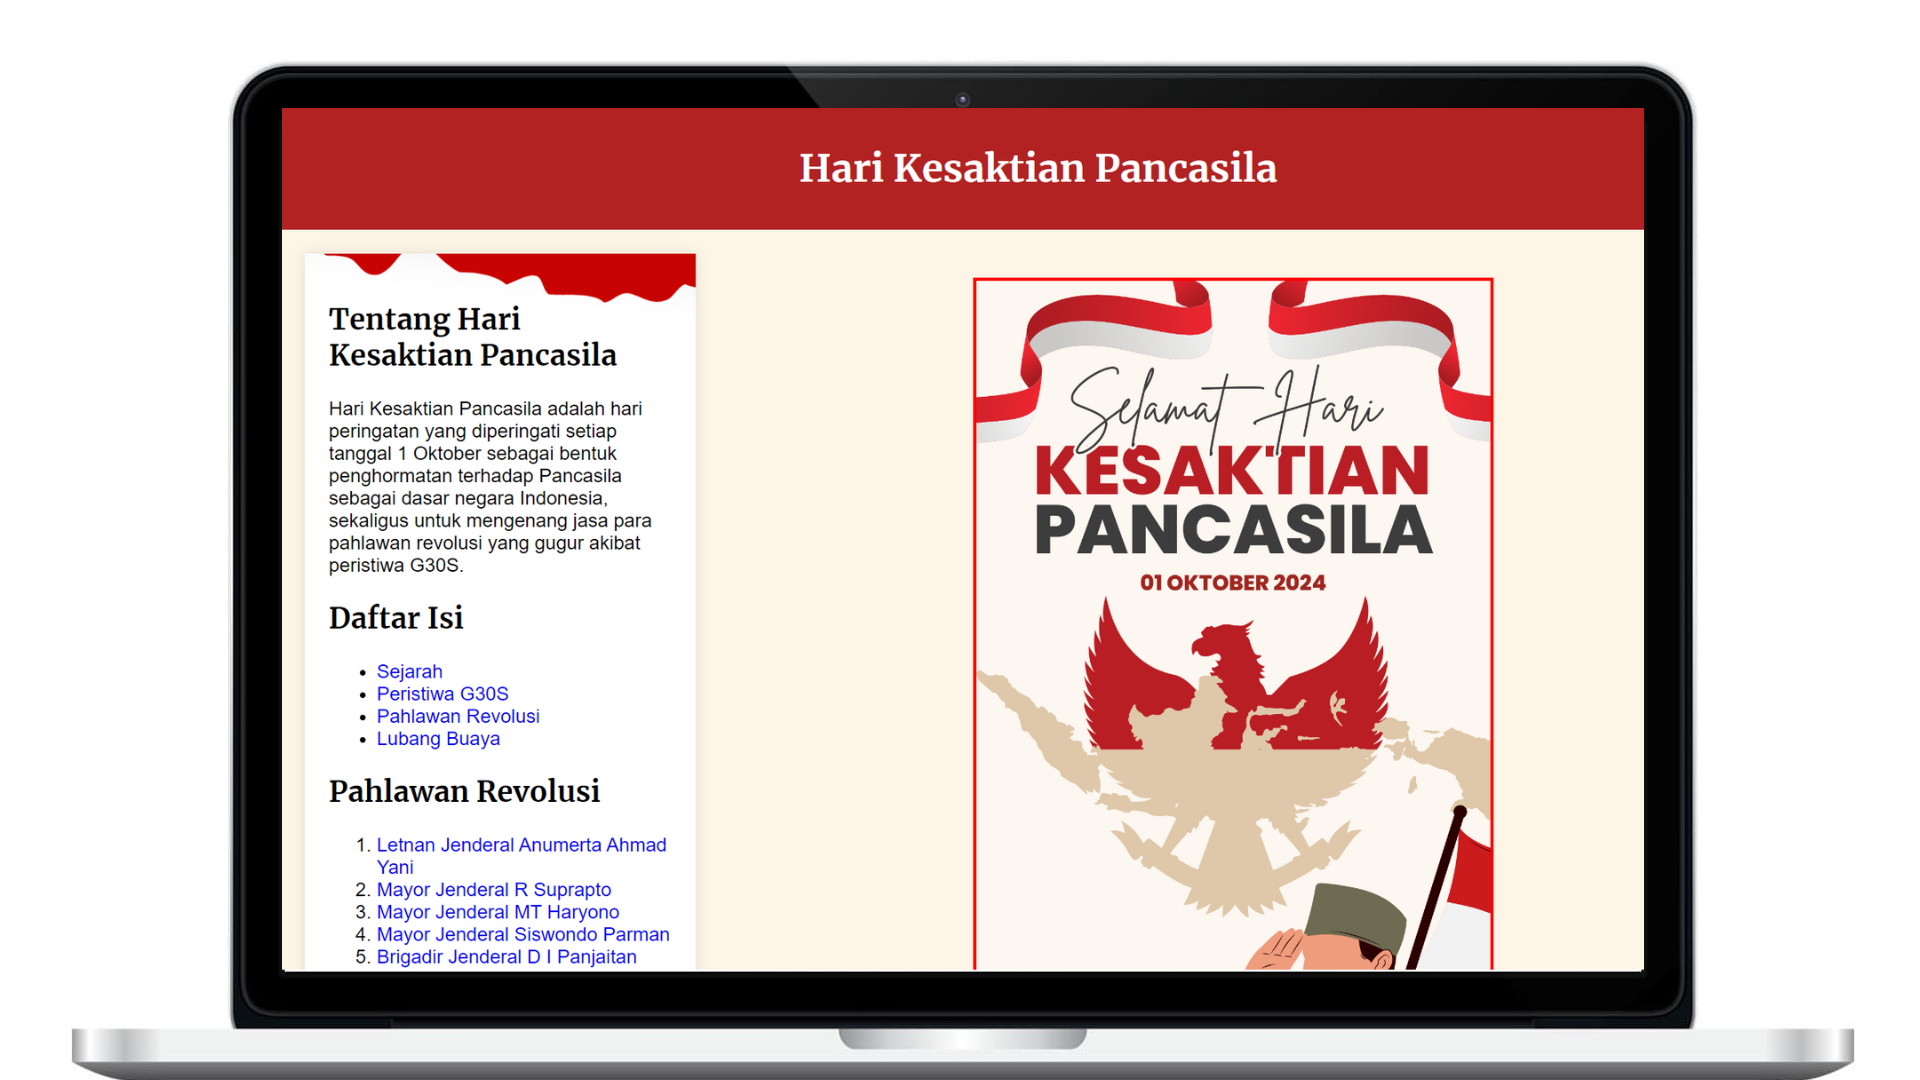 Hari Kesaktian Pancasila
Tentang Hari
Kesaktian Pancasila
Hari Kesaktian Pancasila adalah hari
peringatan yang diperingati setiap
tanggal 1 Oktober sebagai bentuk
penghormatan terhadap Pancasila
sebagai dasar negara Indonesia,
sekaligus untuk mengenang jasa para
pahlawan revolusi yang gugur akibat
peristiwa G30S.
Daftar Isi
• Sejarah
• Peristiwa G30S
• Pahlawan Revolusi
• Lubang Buaya
Pahlawan Revolusi
1. Letnan Jenderal Anumerta Ahmad
Yani
2. Mayor Jenderal R Suprapto
3. Mayor Jenderal MT Haryono
4. Mayor Jenderal Siswondo Parman
5. Brigadir Jenderal D I Panjaitan
Selamat Hari
KESAKTIAN
PANCASILA
01 OKTOBER 2024